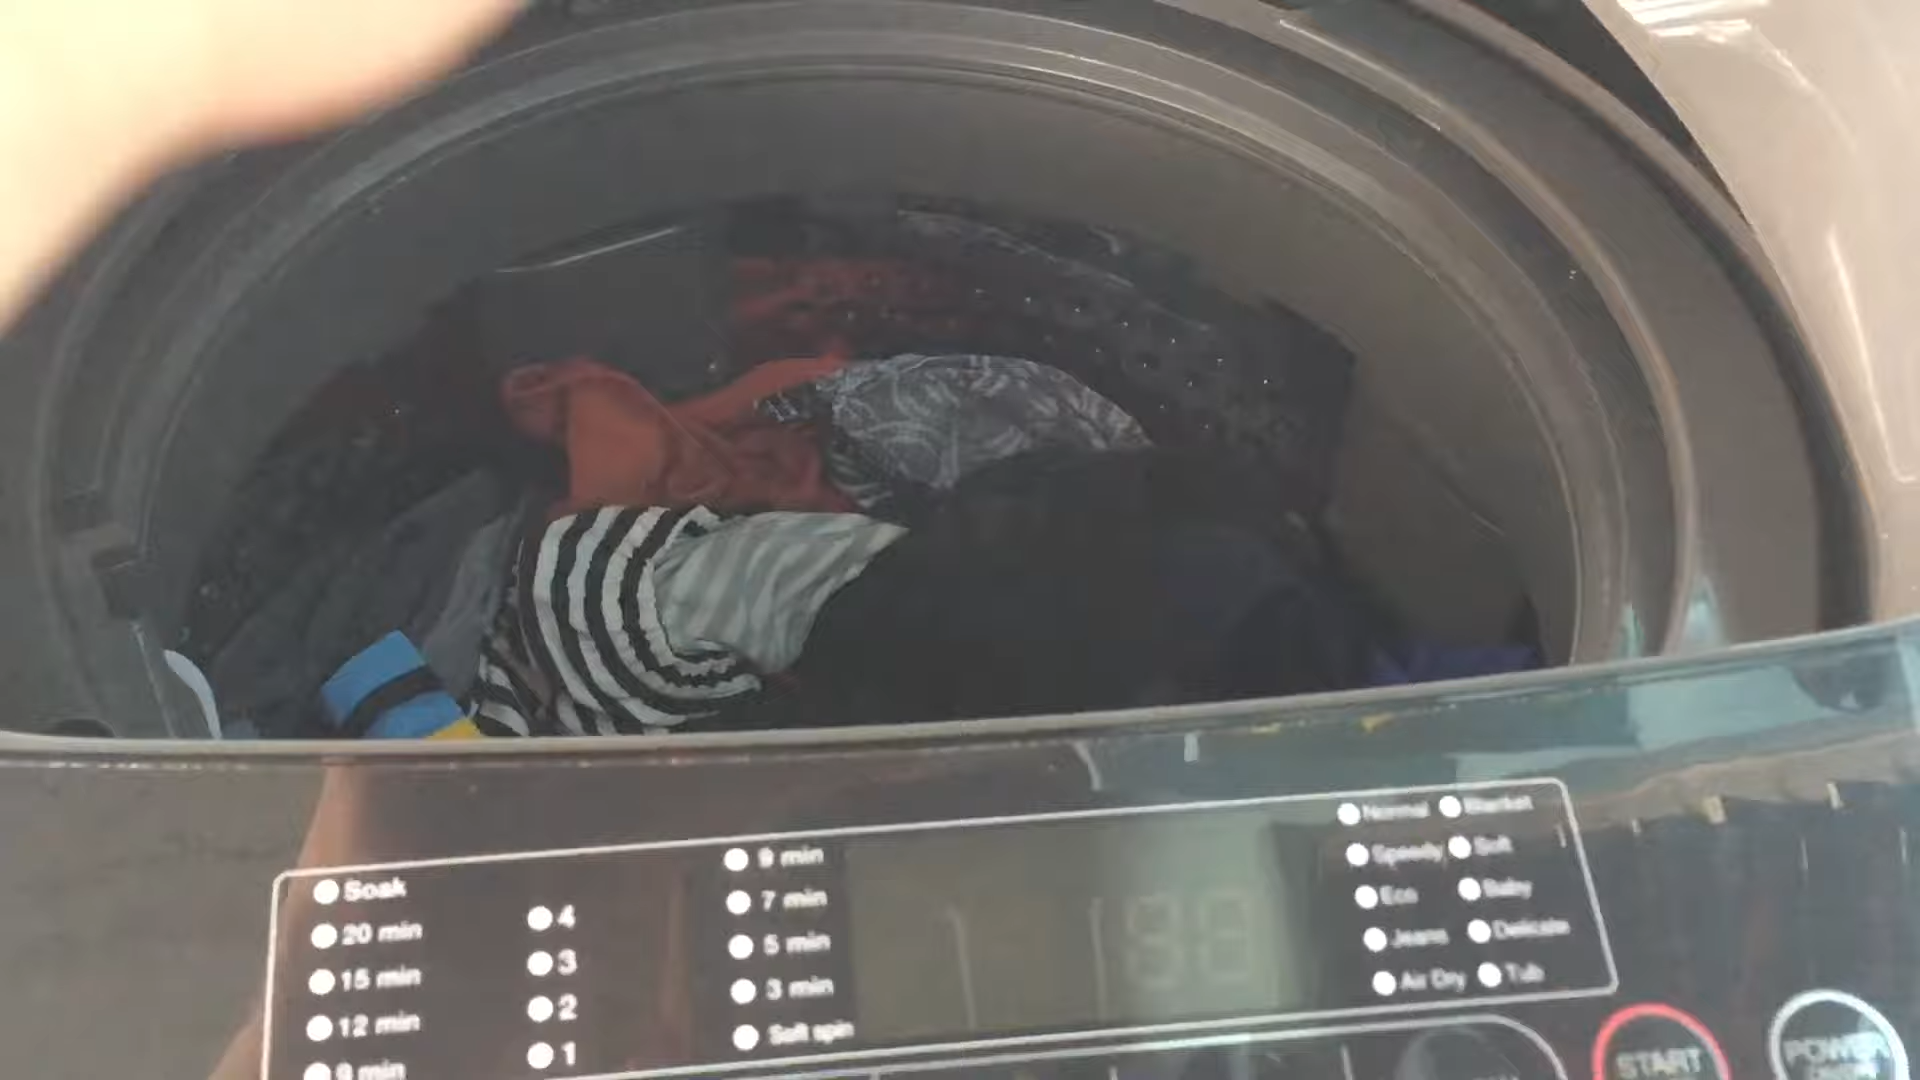 Soak
20 min
15 min
12 min
9 min
4
3
2
1
9 min
7 min
5 min
3 min
Soft spin
Normal
Speedy
Eco
Jeans
Air Dry
Blanket
Soft
Baby
Delicate
Tub
START
POWER